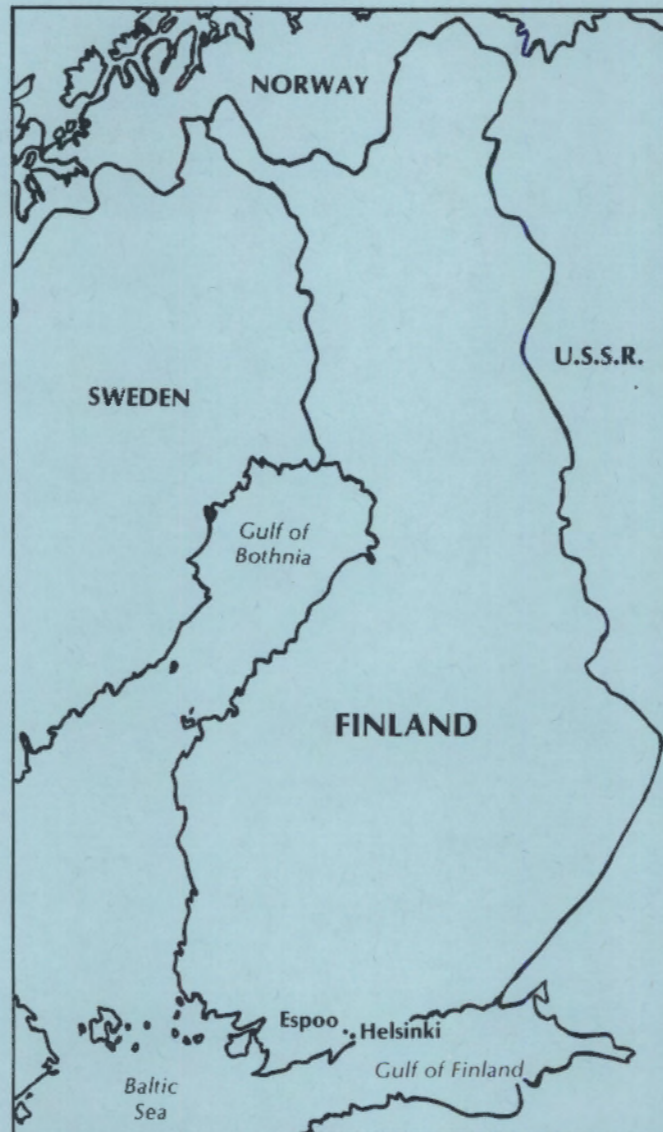 NORWAY
U.S.S.R.
SWEDEN
Gulf of
Bothnia
FINLAND
Espoo
Helsinki
Gulf of Finland
Baltic
Sea